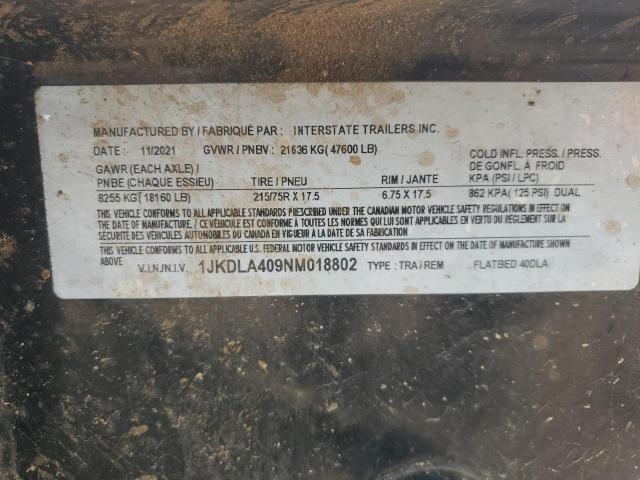 MANUFACTURED BY / FABRIQUÉ PAR : INTERSTATE TRAILERS INC.
DATE : 11/2021 GVWR / PNBV : 21636 KG( 47600 LB)
GAWR (EACH AXLE) /
PNBE (CHAQUE ESSIEU) TIRE / PNEU RIM / JANTE
COLD INFL. PRESS. / PRESS.
DE GONFL. À FROID
KPA (PSI / LPC)
8255 KG( 18160 LB) 215/75R X 17.5 6.75 X 17.5 862 KPA( 125 PSI) DUAL
THIS VEHICLE CONFORMS TO ALL APPLICABLE STANDARDS PRESCRIBED UNDER THE CANADIAN MOTOR VEHICLE SAFETY REGULATIONS IN EFFECT ON
THE DATE OF MANUFACTURE / CE VÉHICULE EST CONFORME À TOUTES LES NORMES QUI LUI SONT APPLICABLES EN VERTU DU RÈGLEMENT SUR LA SÉCURITÉ DES
VÉHICULES AUTOMOBILES DU CANADA EN VIGUEUR À LA DATE DE SA FABRICATION
THIS VEHICLE CONFORMS TO ALL APPLICABLE U.S. FEDERAL MOTOR VEHICLE SAFETY STANDARDS IN EFFECT ON THE DATE OF MANUFACTURE SHOWN
ABOVE
V.I.N./N.I.V. 1JKDLA409NM018802 TYPE : TRA / REM FLATBED 40DLA